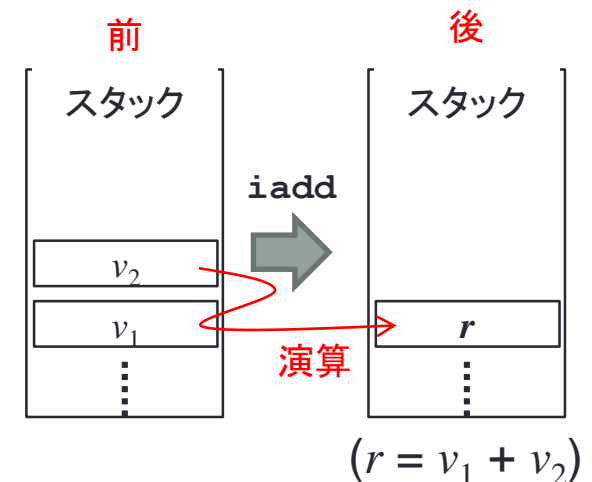 前
後
スタック
スタック
iadd
v₂
v₁
r
演算
(r = v₁ + v₂)